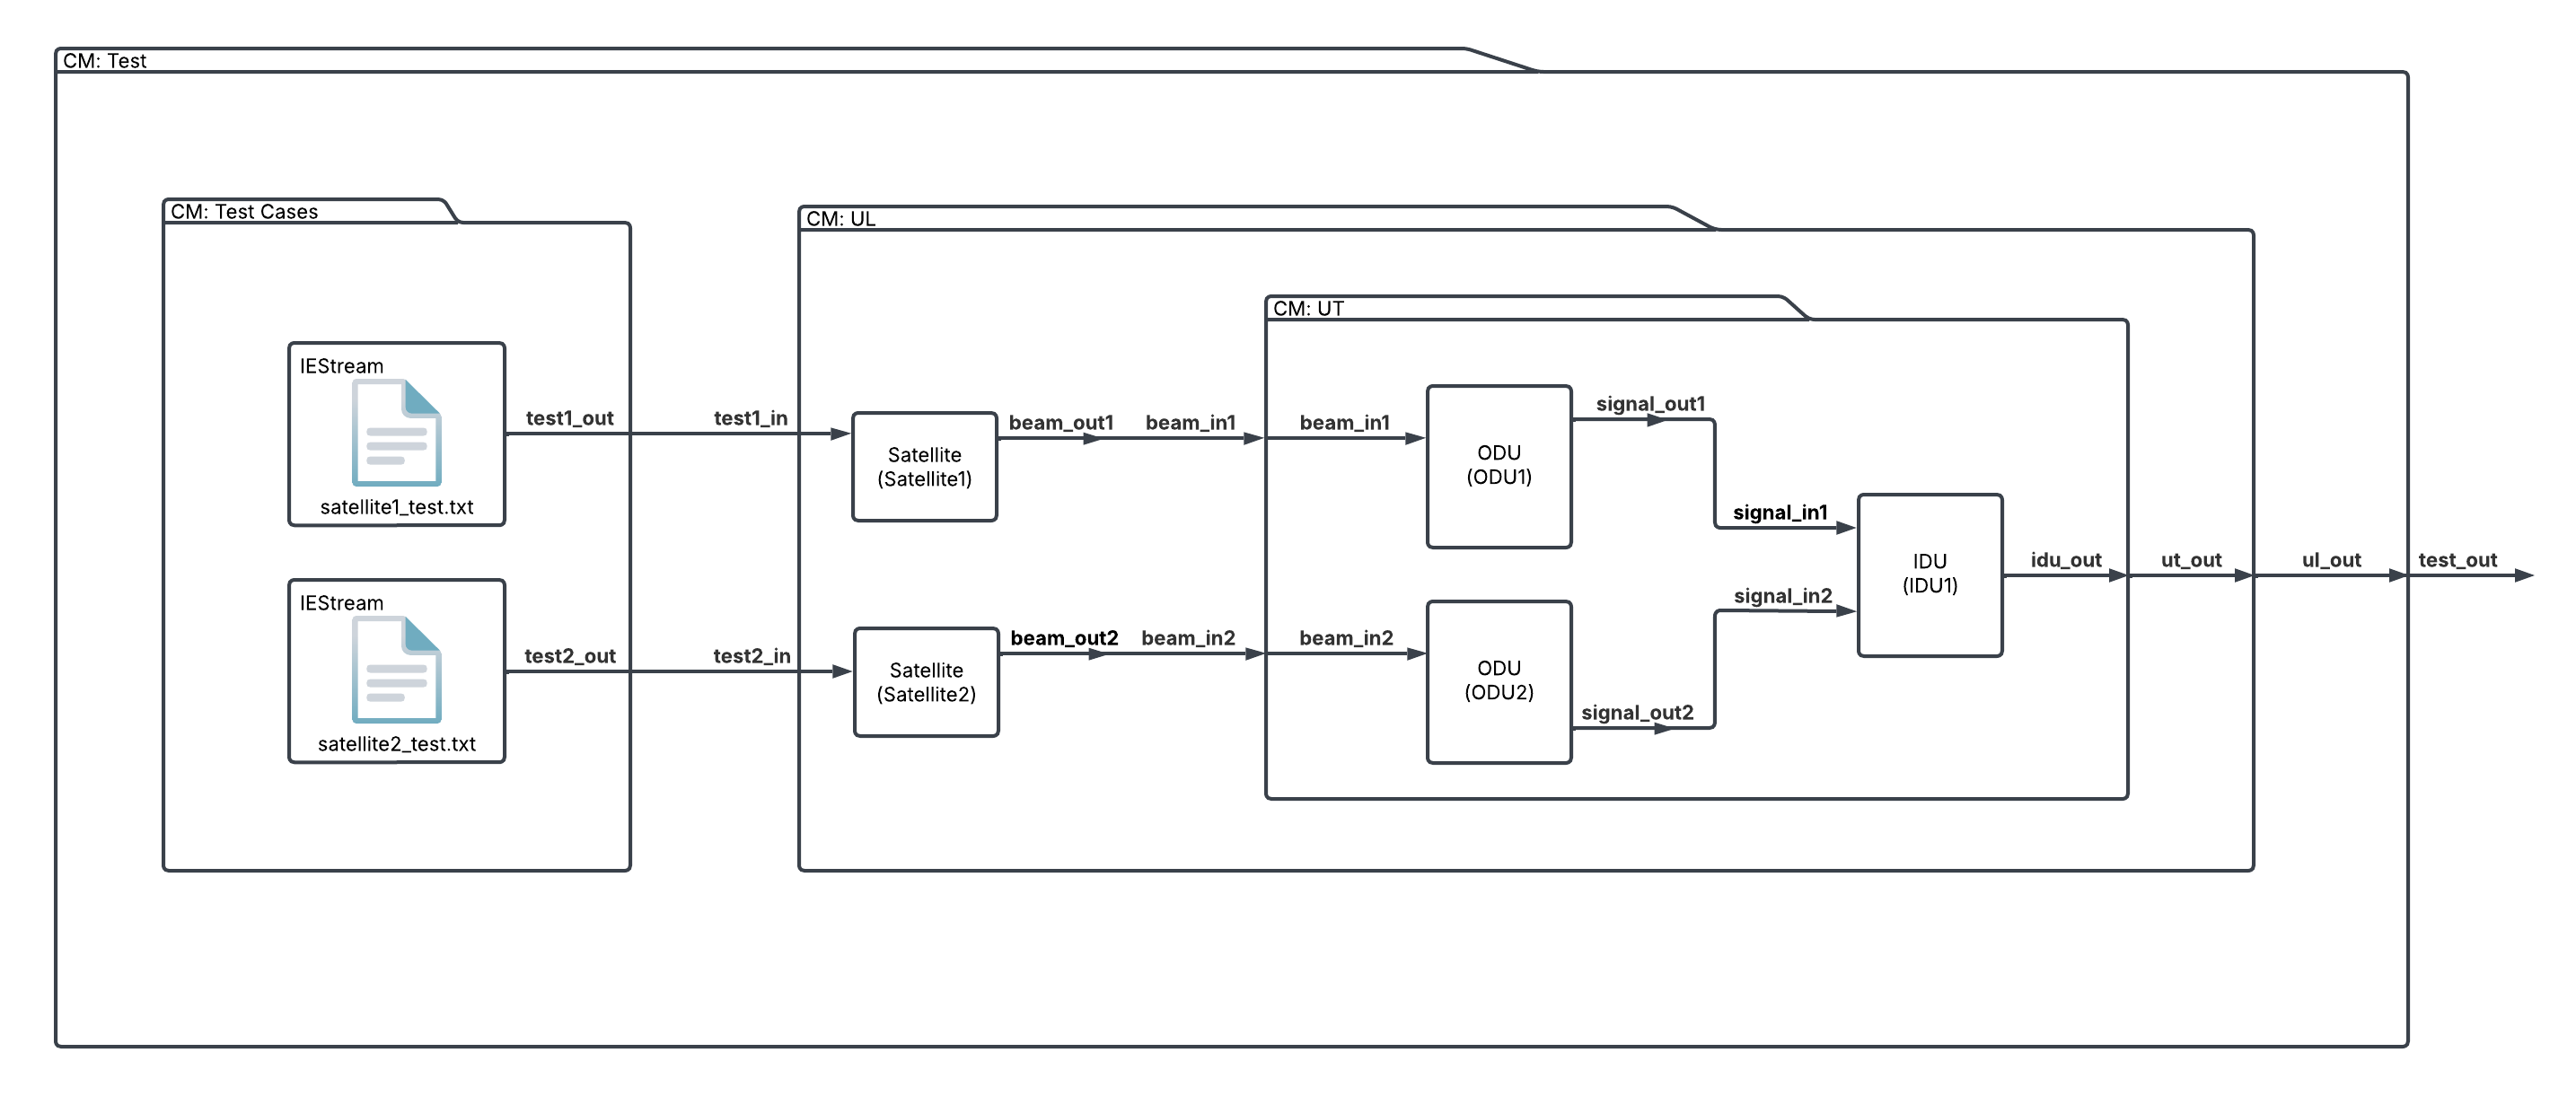 CM: Test
CM: Test Cases
IEStream
satellite1_test.txt
test1_out
test1_in
IEStream
satellite2_test.txt
test2_out
test2_in
CM: UL
Satellite
(Satellite1)
beam_out1
beam_in1
Satellite
(Satellite2)
beam_out2
beam_in2
CM: UT
beam_in1
ODU
(ODU1)
signal_out1
signal_in1
beam_in2
ODU
(ODU2)
signal_out2
signal_in2
IDU
(IDU1)
idu_out
ut_out
ul_out
test_out